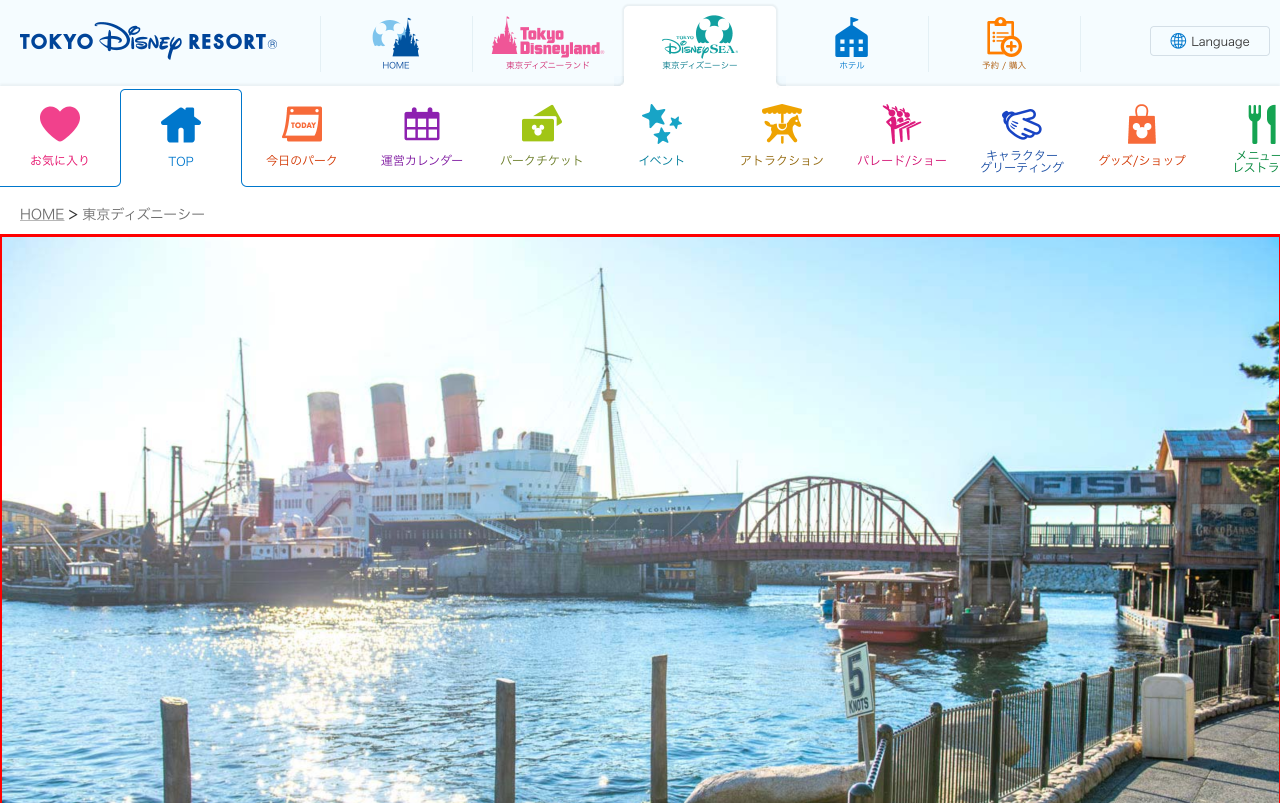 TOKYO Disney RESORT®
HOME
Tokyo Disneyland®
東京ディズニーランド
TOKYO DisneySEA®
東京ディズニーシー
ホテル
予約 / 購入
Language
お気に入り
TOP
TODAY
今日のパーク
運営カレンダー
パークチケット
イベント
アトラクション
パレード/ショー
キャラクター
グリーティング
グッズ/ショップ
メニュー
レストラ
HOME > 東京ディズニーシー
COLUMBIA
FISH
GRAND BANKS
5
KNOTS